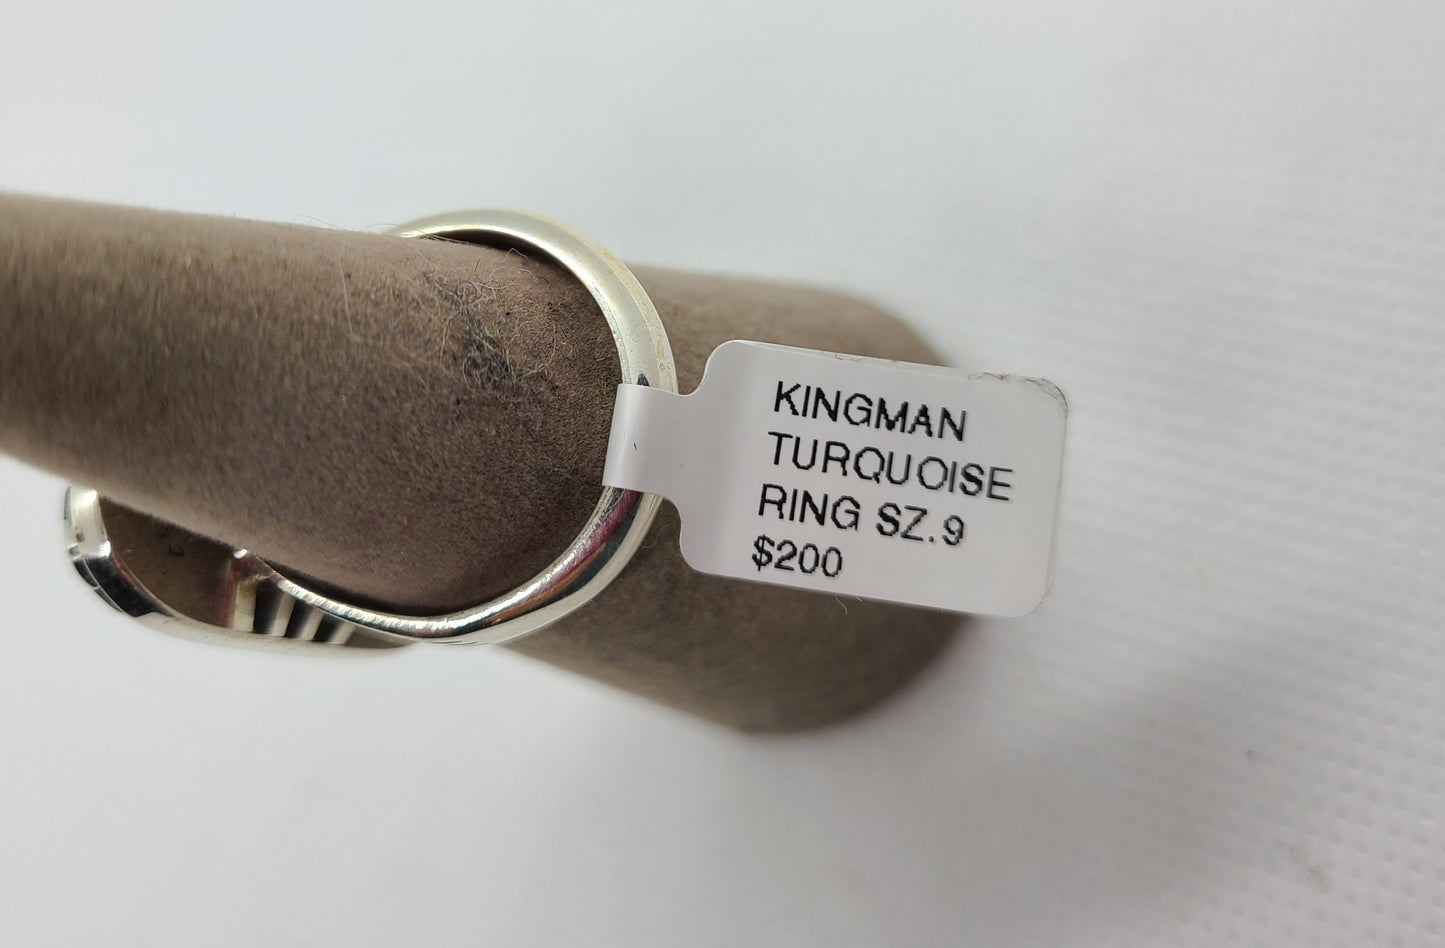 KINGMAN
TURQUOISE
RING SZ.9
$200